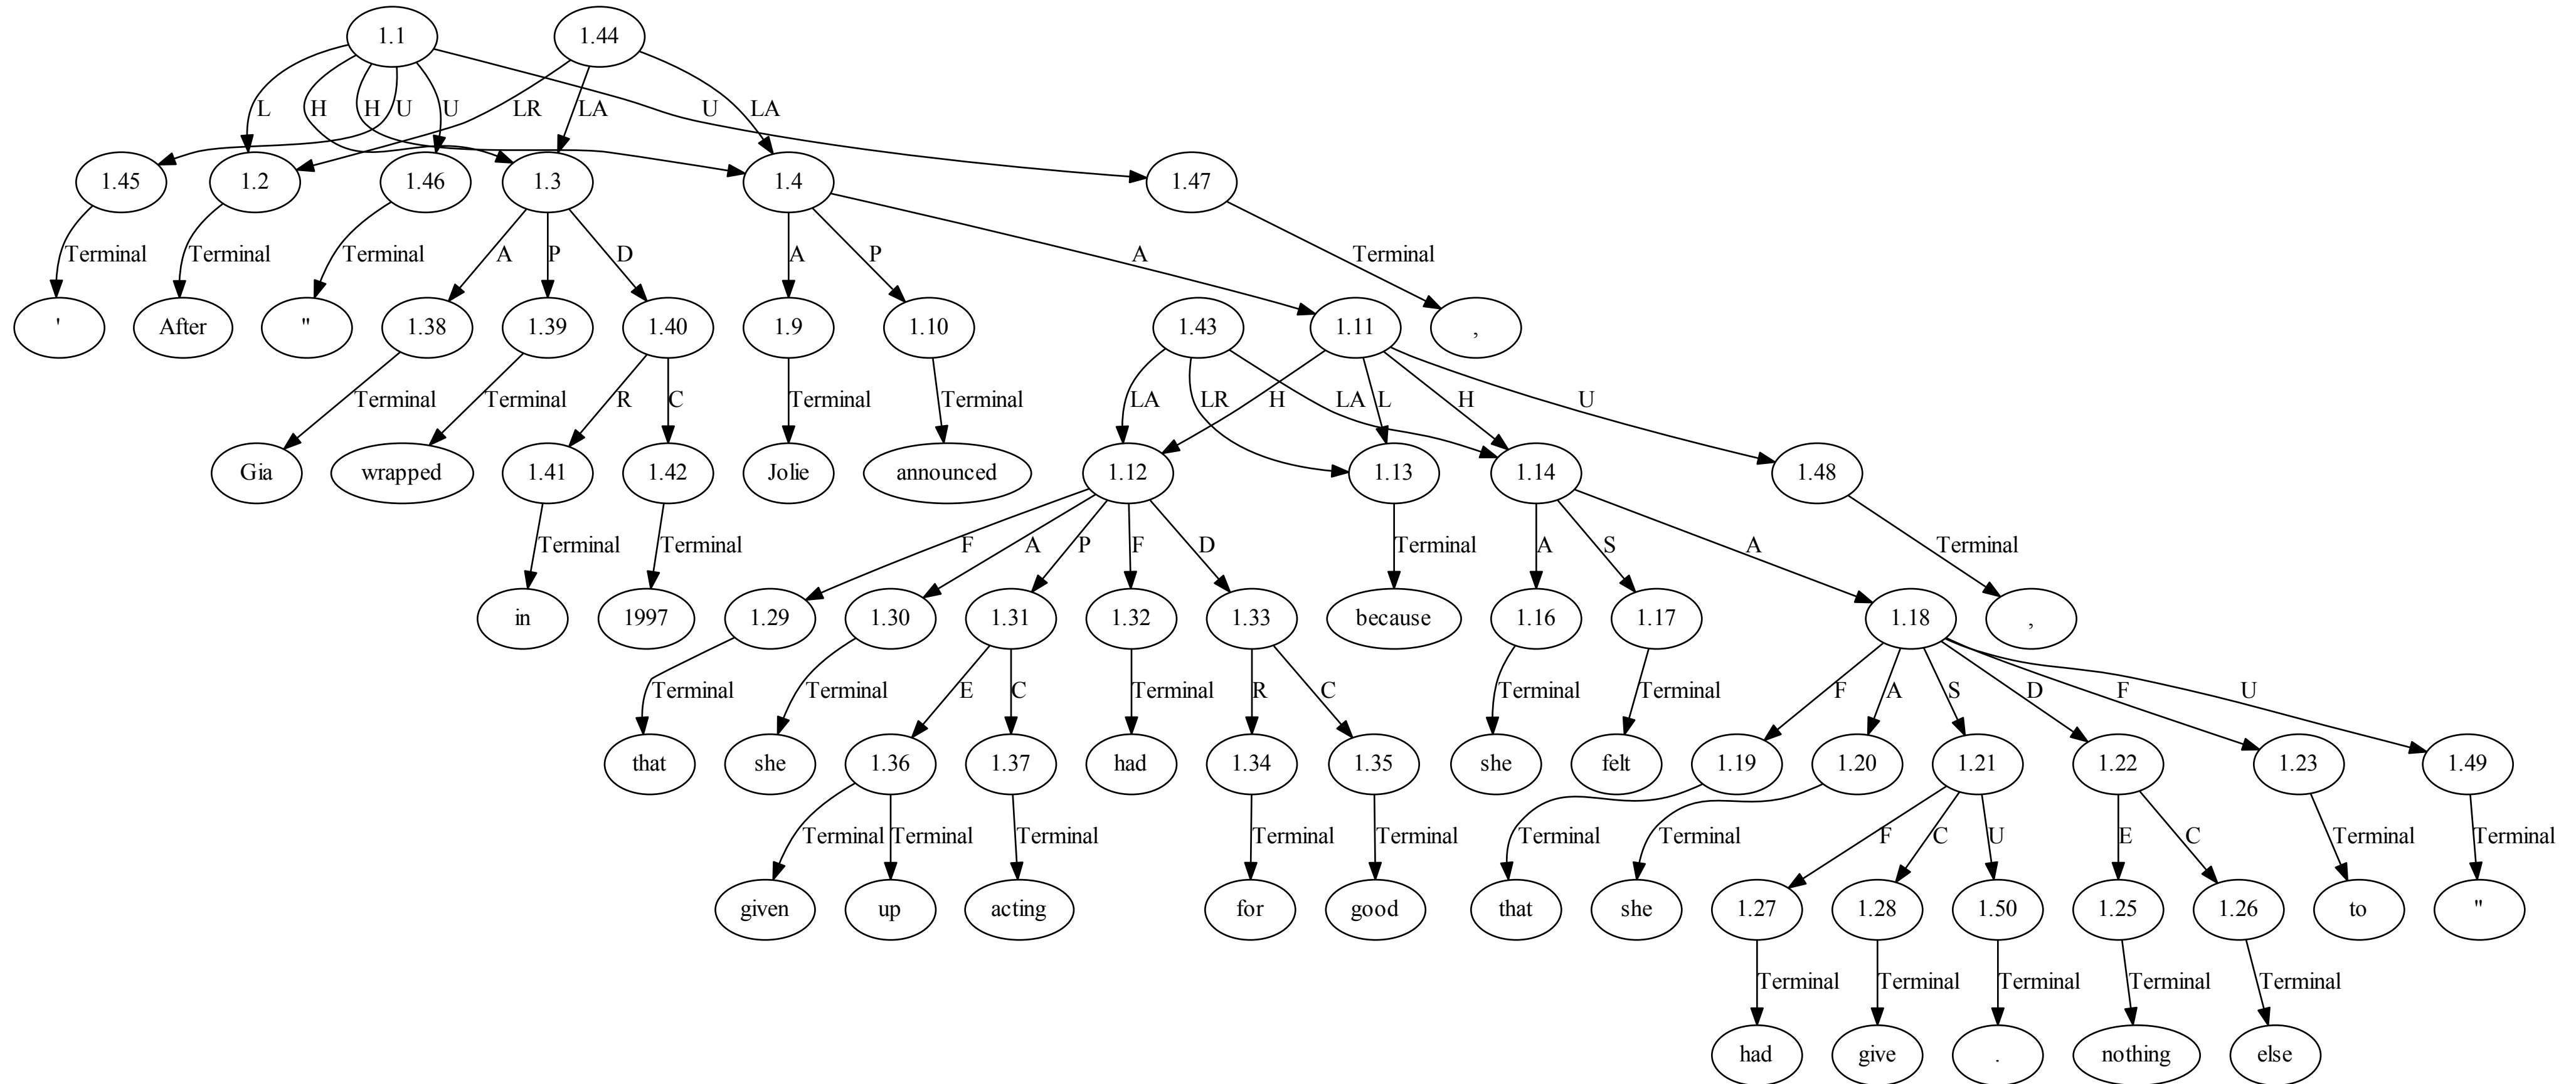 1.1 1.44
L H H U U U LR LA LA
1.45 1.2 1.46 1.3 1.4 1.47
Terminal Terminal Terminal A P D A P A Terminal
' After " 1.38 1.39 1.40 1.9 1.10 1.43 1.11 ,
Terminal Terminal R C Terminal Terminal LA LR H LA L H U
Gia wrapped 1.41 1.42 Jolie announced 1.12 1.13 1.14 1.48
Terminal Terminal F A P F D Terminal A S A Terminal
in 1997 1.29 1.30 1.31 1.32 1.33 because 1.16 1.17 1.18 ,
Terminal Terminal E C Terminal R C Terminal Terminal F A S D F U
that she 1.36 1.37 had 1.34 1.35 she felt 1.19 1.20 1.21 1.22 1.23 1.49
Terminal Terminal Terminal Terminal Terminal Terminal Terminal F C U E C Terminal Terminal
given up acting for good that she 1.27 1.28 1.50 1.25 1.26 to "
Terminal Terminal Terminal Terminal Terminal
had give . nothing else